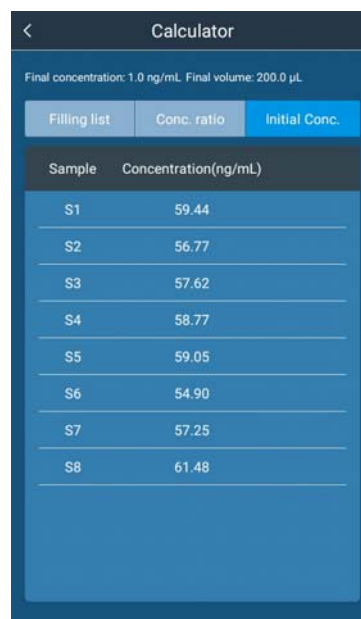 Calculator
Final concentration: 1.0 ng/mL Final volume: 200.0 μL
Filling list Conc. ratio Initial Conc.
Sample Concentration(ng/mL)
S1 59.44
S2 56.77
S3 57.62
S4 58.77
S5 59.05
S6 54.90
S7 57.25
S8 61.48